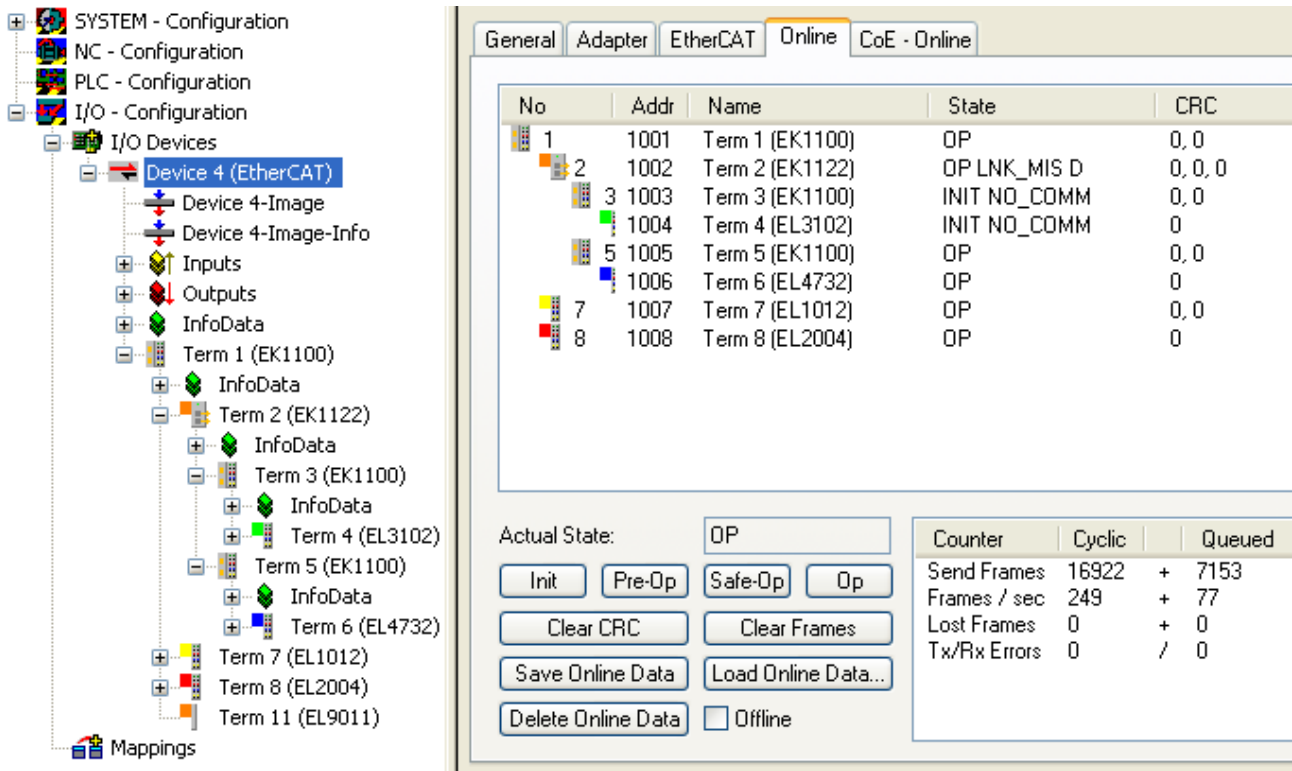 SYSTEM - Configuration
NC - Configuration
PLC - Configuration
I/O - Configuration
I/O Devices
Device 4 (EtherCAT)
Device 4-Image
Device 4-Image-Info
Inputs
Outputs
InfoData
Term 1 (EK1100)
InfoData
Term 2 (EK1122)
InfoData
Term 3 (EK1100)
InfoData
Term 4 (EL3102)
Term 5 (EK1100)
InfoData
Term 6 (EL4732)
Term 7 (EL1012)
Term 8 (EL2004)
Term 11 (EL9011)
Mappings
General Adapter EtherCAT Online CoE - Online
No Addr Name State CRC
1 1001 Term 1 (EK1100) OP 0, 0
2 1002 Term 2 (EK1122) OP LNK_MIS D 0, 0, 0
3 1003 Term 3 (EK1100) INIT NO_COMM 0, 0
1004 Term 4 (EL3102) INIT NO_COMM 0
5 1005 Term 5 (EK1100) OP 0, 0
1006 Term 6 (EL4732) OP 0
7 1007 Term 7 (EL1012) OP 0, 0
8 1008 Term 8 (EL2004) OP 0
Actual State: OP
Init Pre-Op Safe-Op Op
Clear CRC Clear Frames
Save Online Data Load Online Data...
Delete Online Data Offline
Counter Cyclic Queued
Send Frames 16922 + 7153
Frames / sec 249 + 77
Lost Frames 0 + 0
Tx/Rx Errors 0 / 0